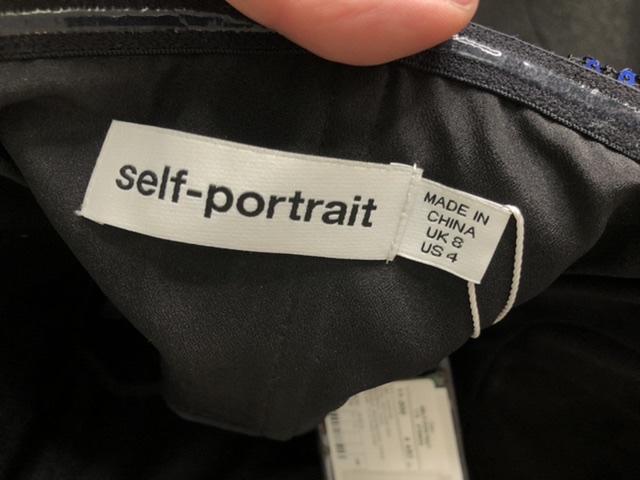 self-portrait
MADE IN
CHINA
UK 8
US 4